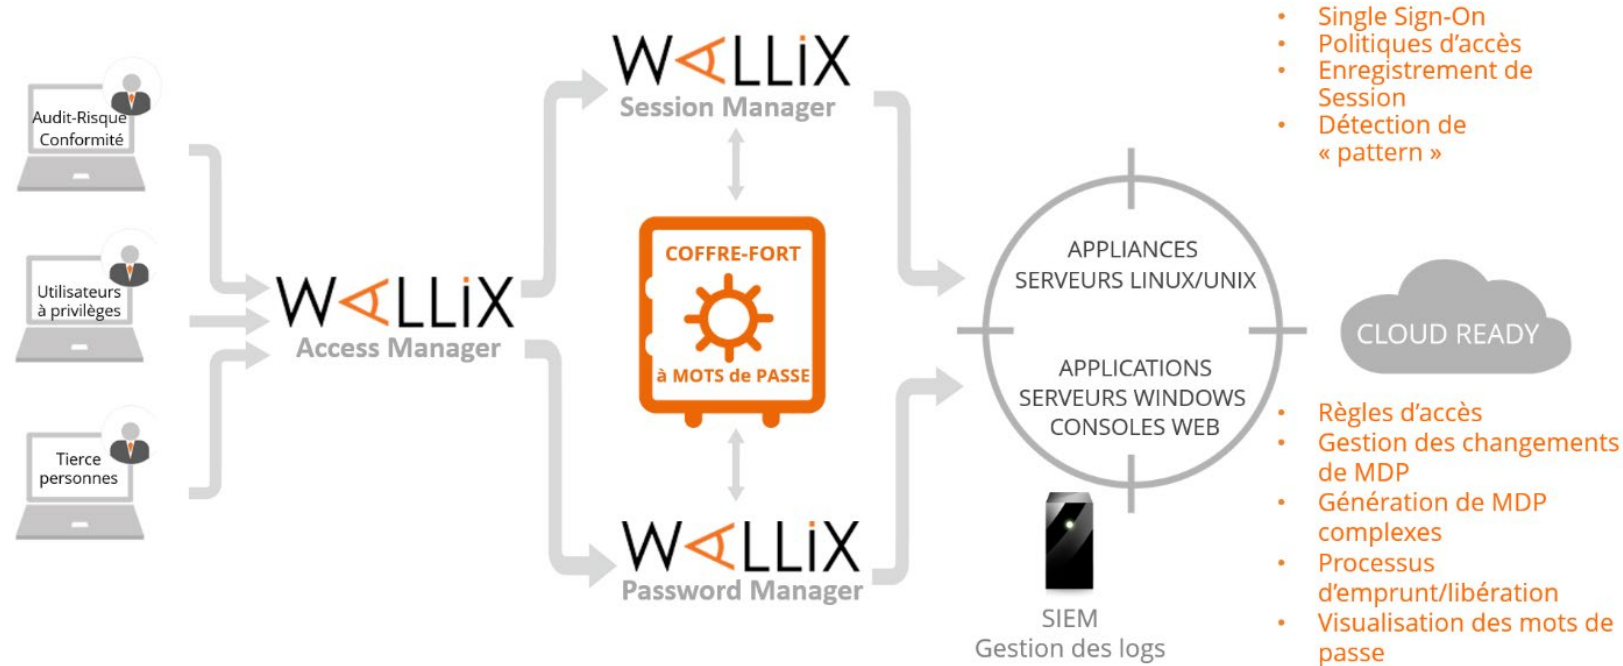 Audit-Risque
Conformité
Utilisateurs
à privilèges
Tierce
personnes
WALLiX
Access Manager
WALLiX
Session Manager
COFFRE-FORT
à MOTS de PASSE
WALLiX
Password Manager
APPLIANCES
SERVEURS LINUX/UNIX
APPLICATIONS
SERVEURS WINDOWS
CONSOLES WEB
SIEM
Gestion des logs
• Single Sign-On
• Politiques d’accès
• Enregistrement de
Session
• Détection de
« pattern »
CLOUD READY
• Règles d’accès
• Gestion des changements
de MDP
• Génération de MDP
complexes
• Processus
d’emprunt/libération
• Visualisation des mots de
passe